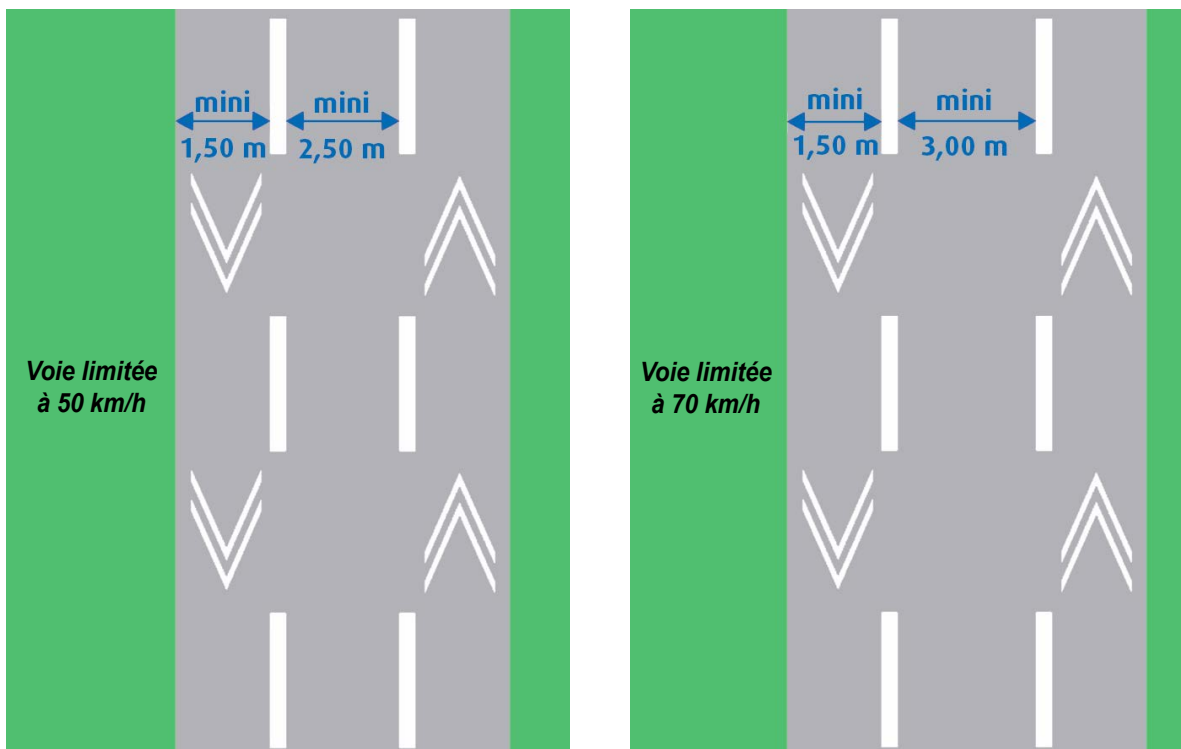 mini
1,50 m
mini
2,50 m
Voie limitée
à 50 km/h
mini
1,50 m
mini
3,00 m
Voie limitée
à 70 km/h